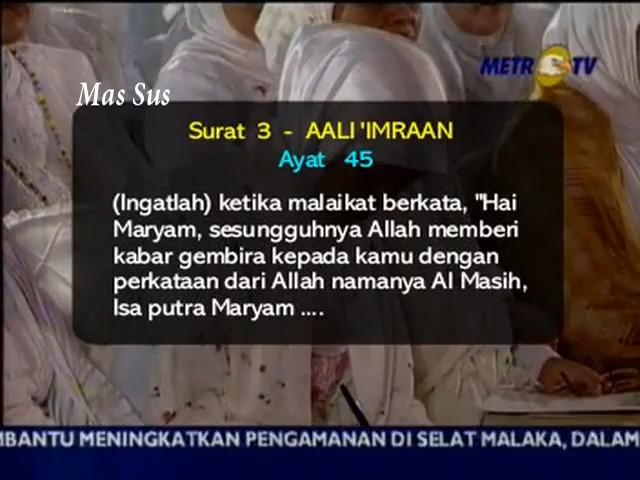 METRO TV
Mas Sus
Surat 3 - AALI 'IMRAAN
Ayat 45
(Ingatlah) ketika malaikat berkata, "Hai
Maryam, sesungguhnya Allah memberi
kabar gembira kepada kamu dengan
perkataan dari Allah namanya Al Masih,
Isa putra Maryam ....
MBANTU MENINGKATKAN PENGAMANAN DI SELAT MALAKA, DALAM